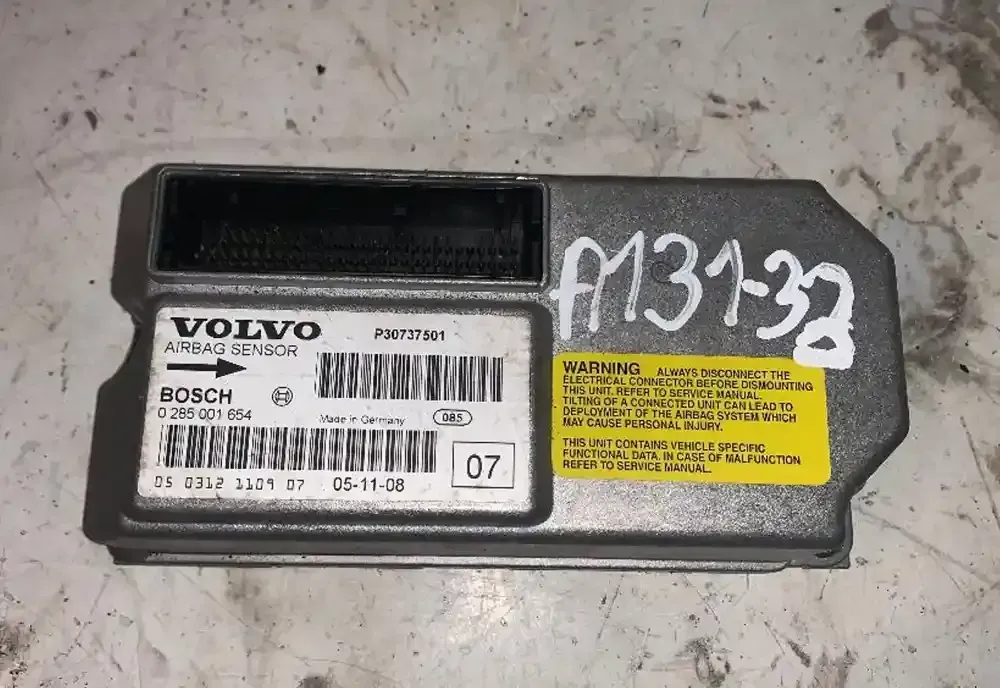 A131-32
VOLVO
P30737501
AIRBAG SENSOR
BOSCH
0 285 001 654
Made in Germany
085
05 0312 1109 07
05-11-08
07
WARNING ALWAYS DISCONNECT THE
ELECTRICAL CONNECTOR BEFORE DISMOUNTING
THIS UNIT. REFER TO SERVICE MANUAL.
TILTING OF A CONNECTED UNIT CAN LEAD TO
DEPLOYMENT OF THE AIRBAG SYSTEM WHICH
MAY CAUSE PERSONAL INJURY.
THIS UNIT CONTAINS VEHICLE SPECIFIC
FUNCTIONAL DATA. IN CASE OF MALFUNCTION
REFER TO SERVICE MANUAL.